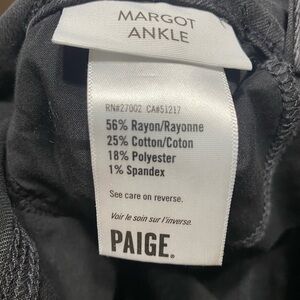 MARGOT
ANKLE
RN#27002 CA#51217
56% Rayon/Rayonne
25% Cotton/Coton
18% Polyester
1% Spandex
See care on reverse.
Voir le soin sur l'inverse.
PAIGE®